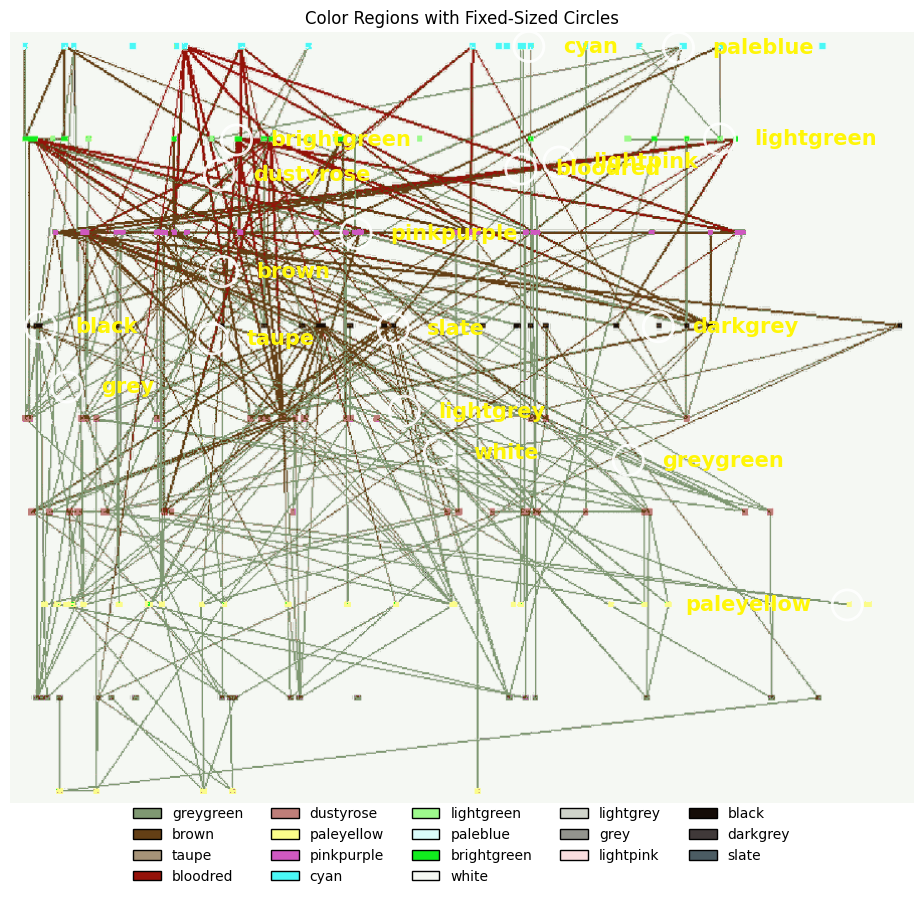 Color Regions with Fixed-Sized Circles
cyan
paleblue
brightgreen
lightgreen
lightpink
bloodred
dustyrose
pinkpurple
brown
black
darkgrey
slate
taupe
grey
lightgrey
white
greygreen
paleyellow
greygreen dustyrose lightgreen lightgrey black
brown paleyellow paleblue grey darkgrey
taupe pinkpurple brightgreen lightpink slate
bloodred cyan white